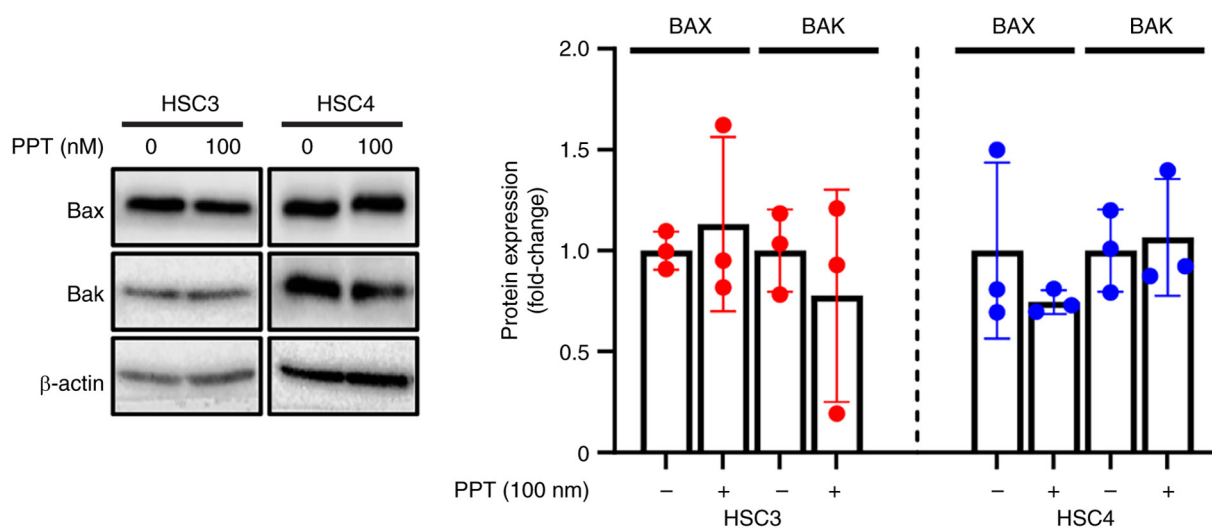 HSC3 HSC4
PPT (nM) 0 100 0 100
Bax
Bak
β-actin
BAX BAK BAX BAK
Protein expression
(fold-change)
2.0
1.5
1.0
0.5
0
PPT (100 nm) – + – + – + – +
HSC3 HSC4